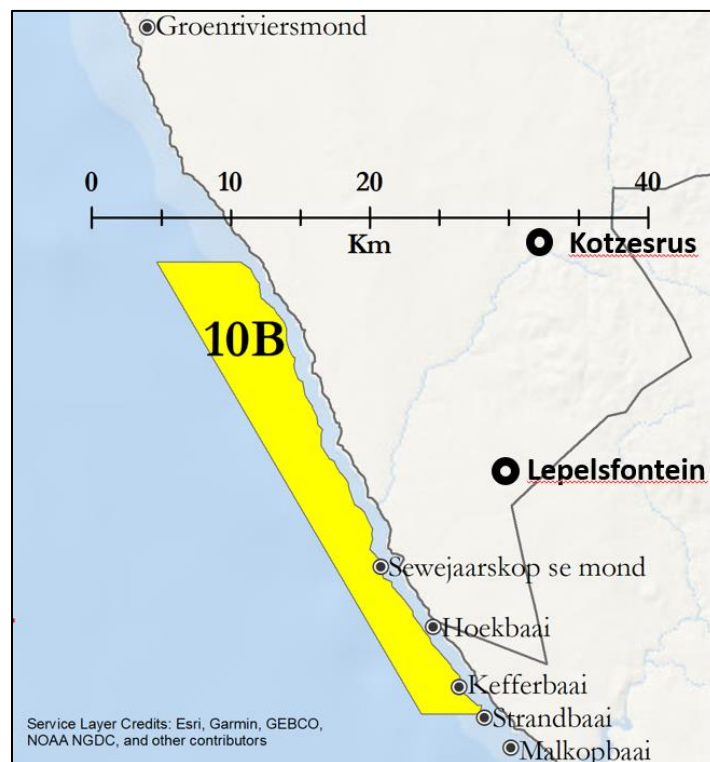 Groenriviersmond
0 10 20 40
Km
Kotzesrus
10B
Lepelsfontein
Sewejaarskop se mond
Hoekbaai
Kefferbaai
Strandbaai
Malkopbaai
Service Layer Credits: Esri, Garmin, GEBCO,
NOAA NGDC, and other contributors